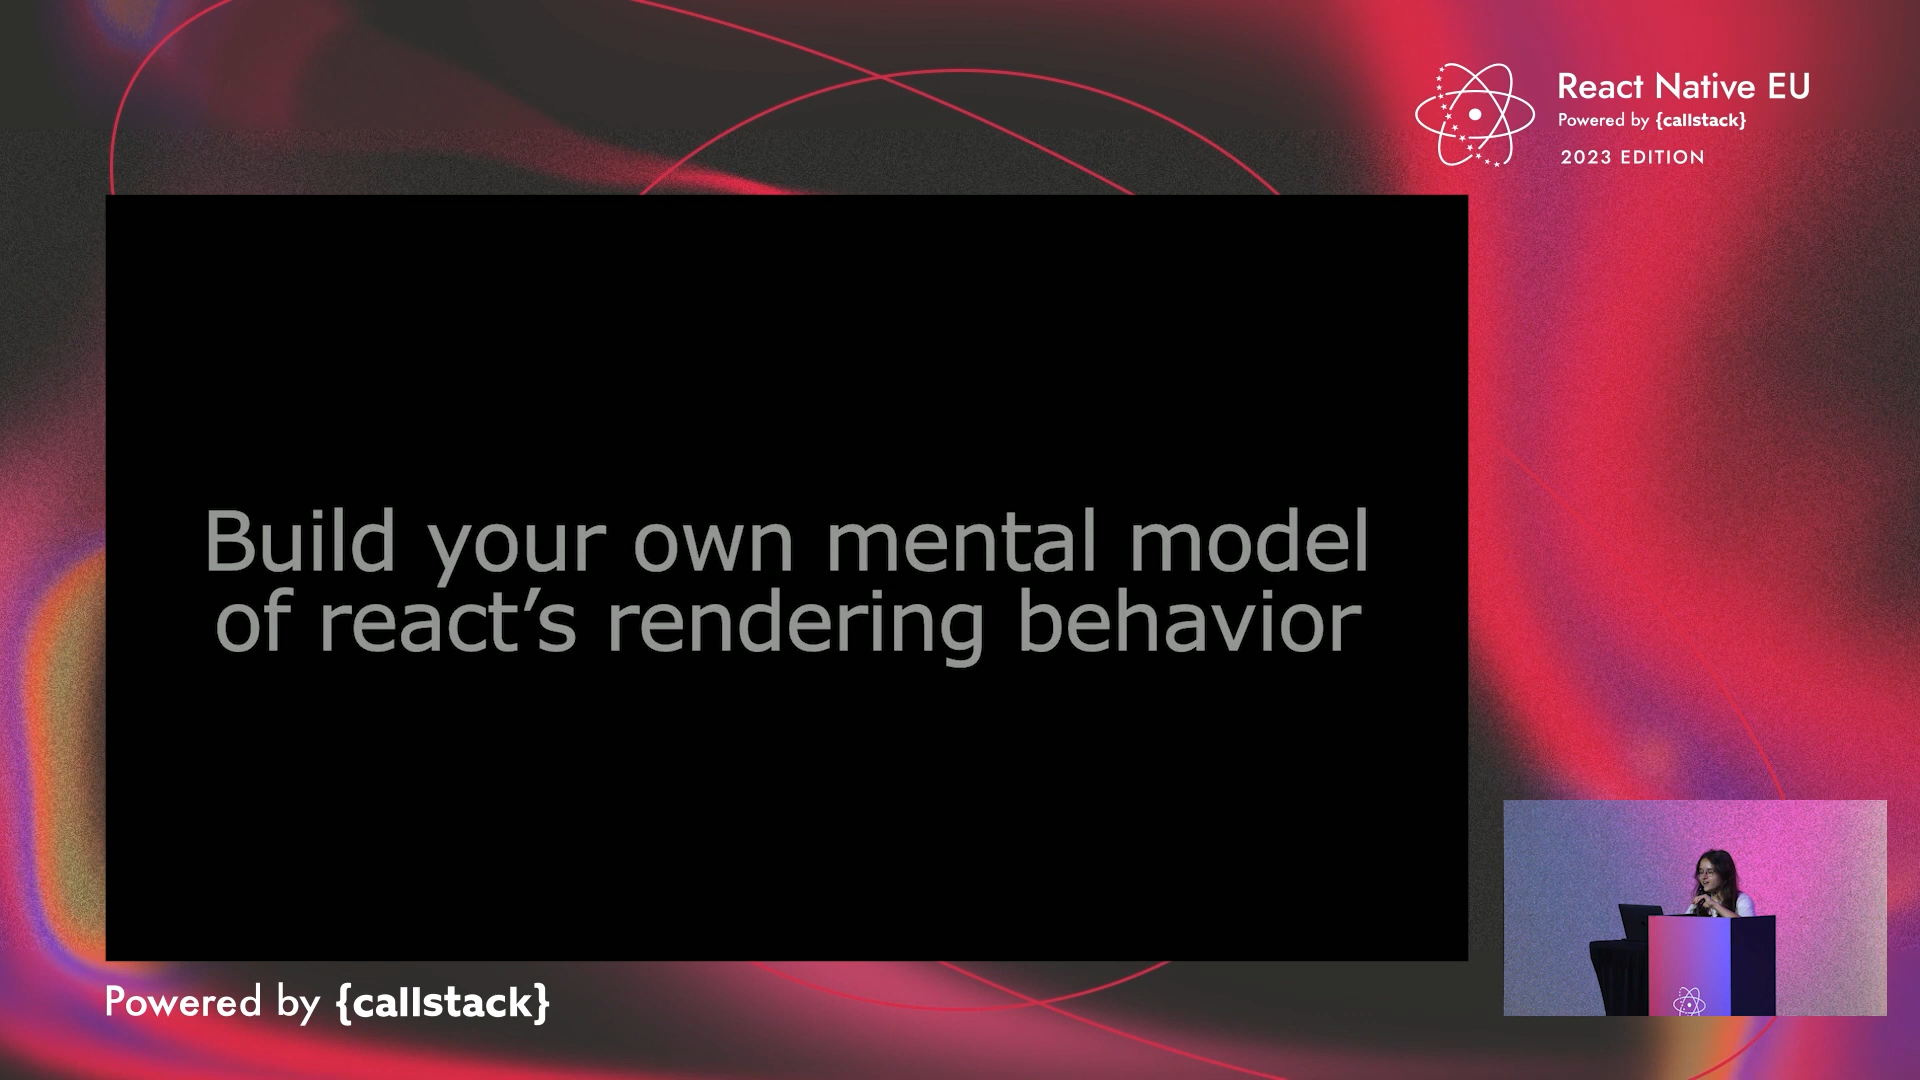 React Native EU
Powered by {callstack}
2023 EDITION
Build your own mental model
of react’s rendering behavior
Powered by {callstack}